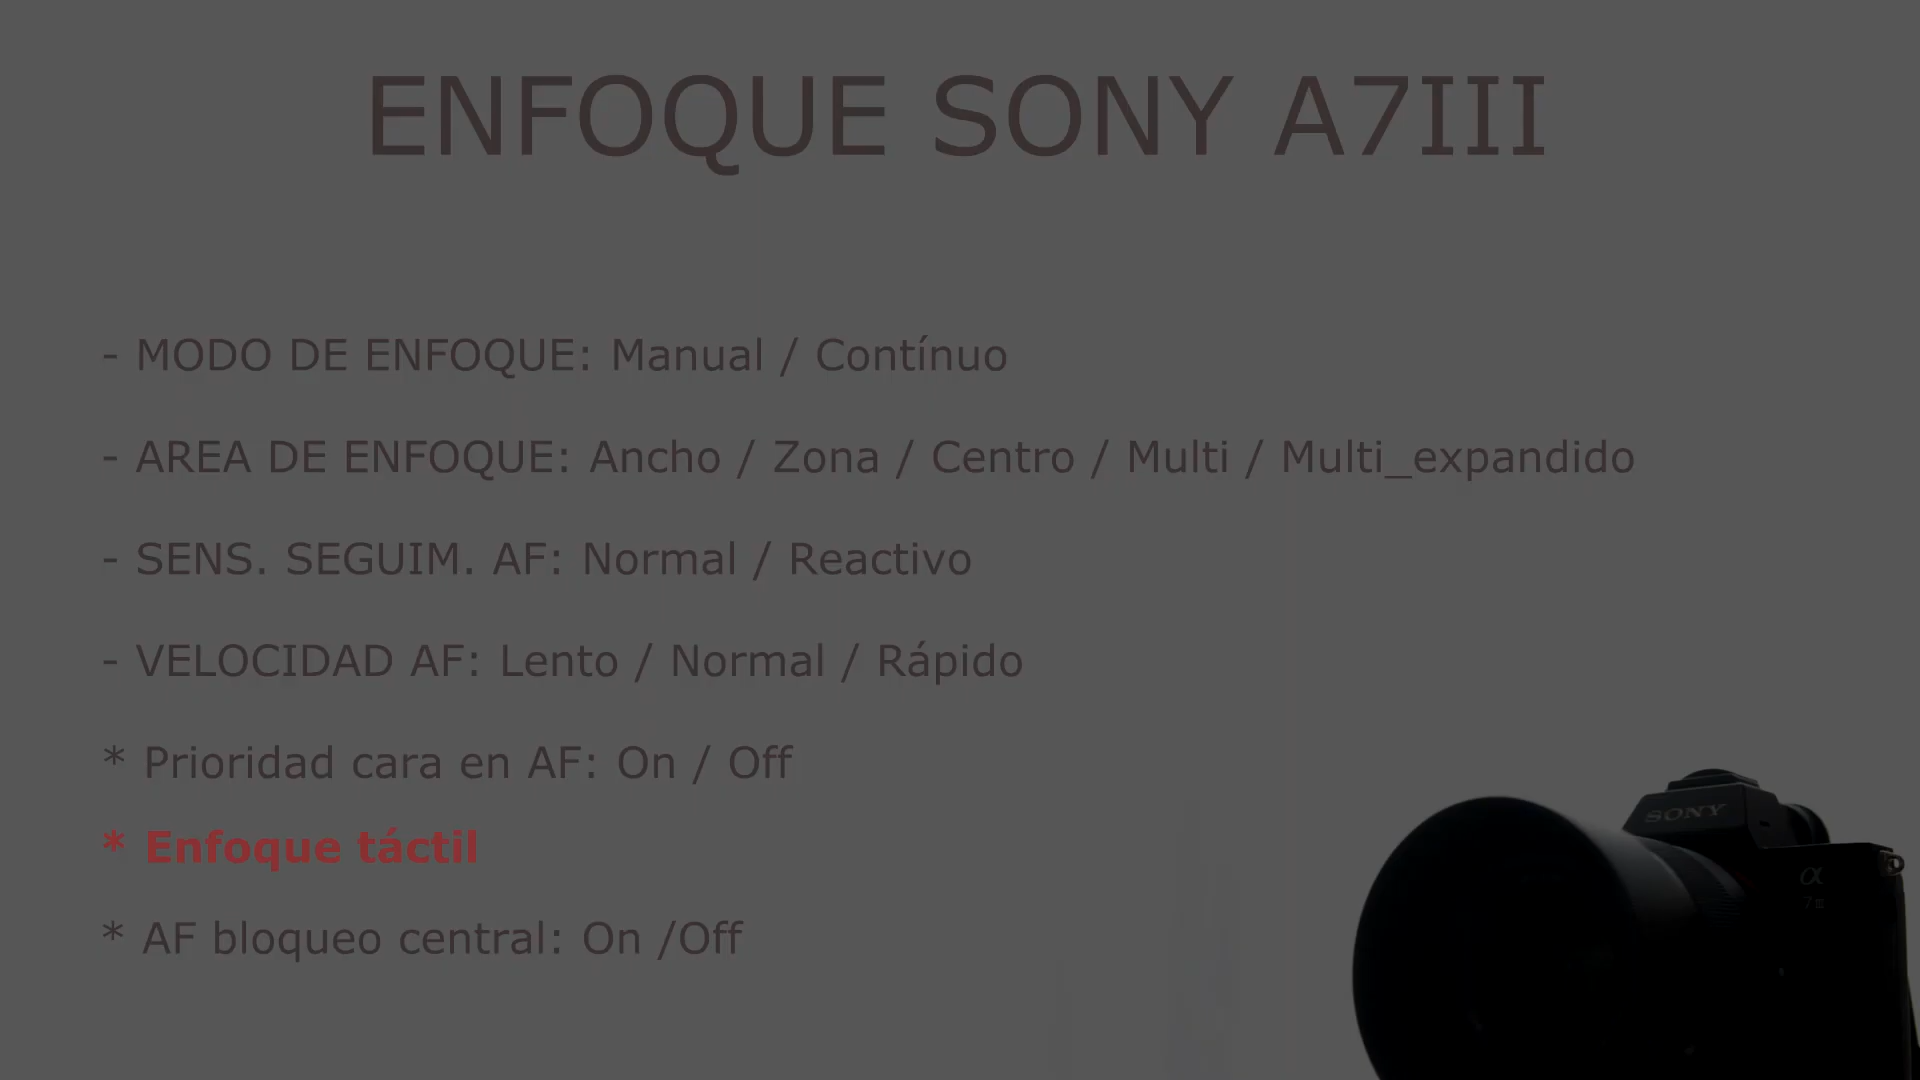 ENFOQUE SONY A7III
- MODO DE ENFOQUE: Manual / Contínuo
- AREA DE ENFOQUE: Ancho / Zona / Centro / Multi / Multi_expandido
- SENS. SEGUIM. AF: Normal / Reactivo
- VELOCIDAD AF: Lento / Normal / Rápido
* Prioridad cara en AF: On / Off
* Enfoque táctil
* AF bloqueo central: On /Off
SONY
α
7III